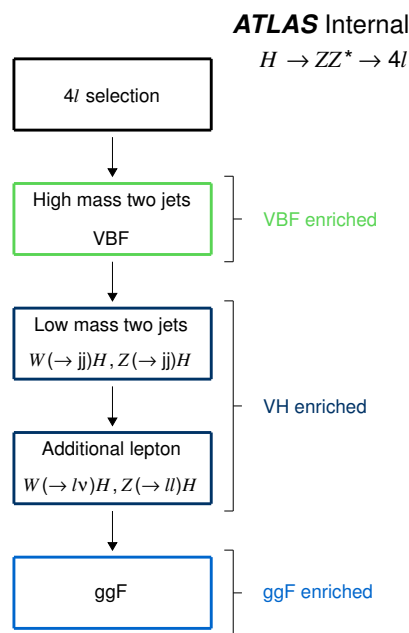 ATLAS Internal
H → ZZ* → 4l
4l selection
High mass two jets
VBF
VBF enriched
Low mass two jets
W(→ jj)H, Z(→ jj)H
VH enriched
Additional lepton
W(→ lν)H, Z(→ ll)H
ggF
ggF enriched